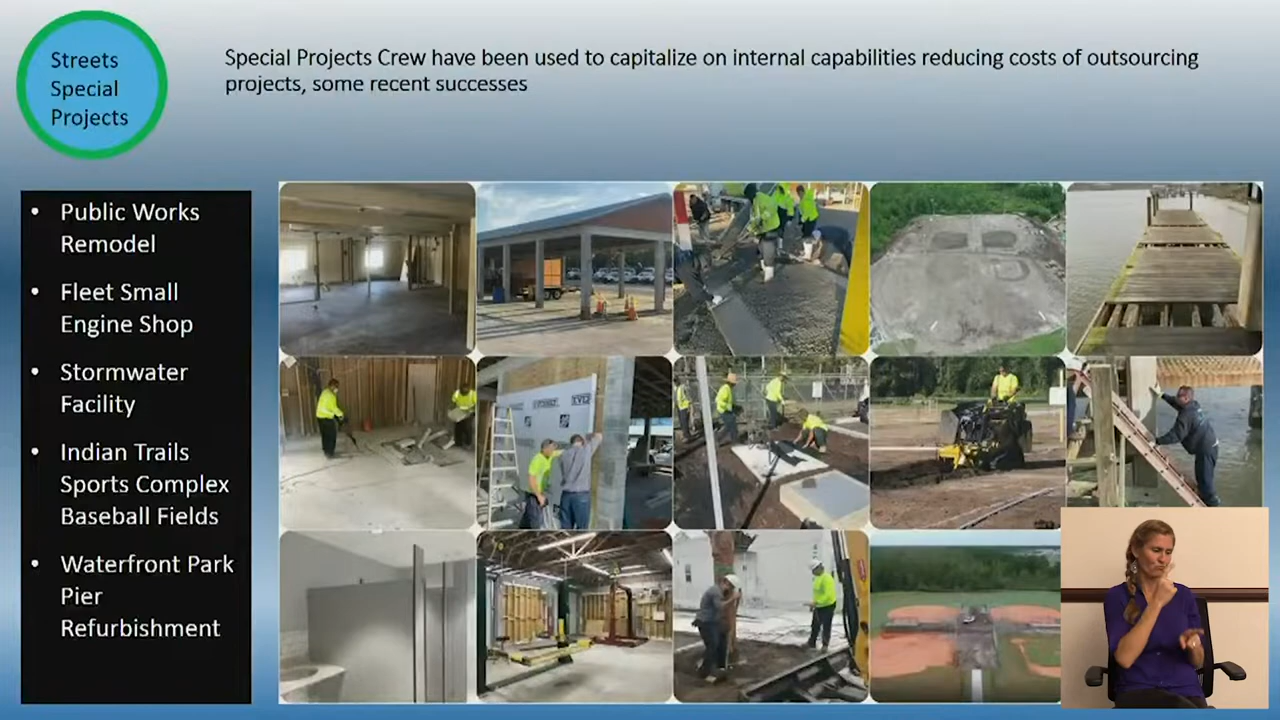 Streets
Special
Projects
Special Projects Crew have been used to capitalize on internal capabilities reducing costs of outsourcing
projects, some recent successes
• Public Works
Remodel
• Fleet Small
Engine Shop
• Stormwater
Facility
• Indian Trails
Sports Complex
Baseball Fields
• Waterfront Park
Pier
Refurbishment